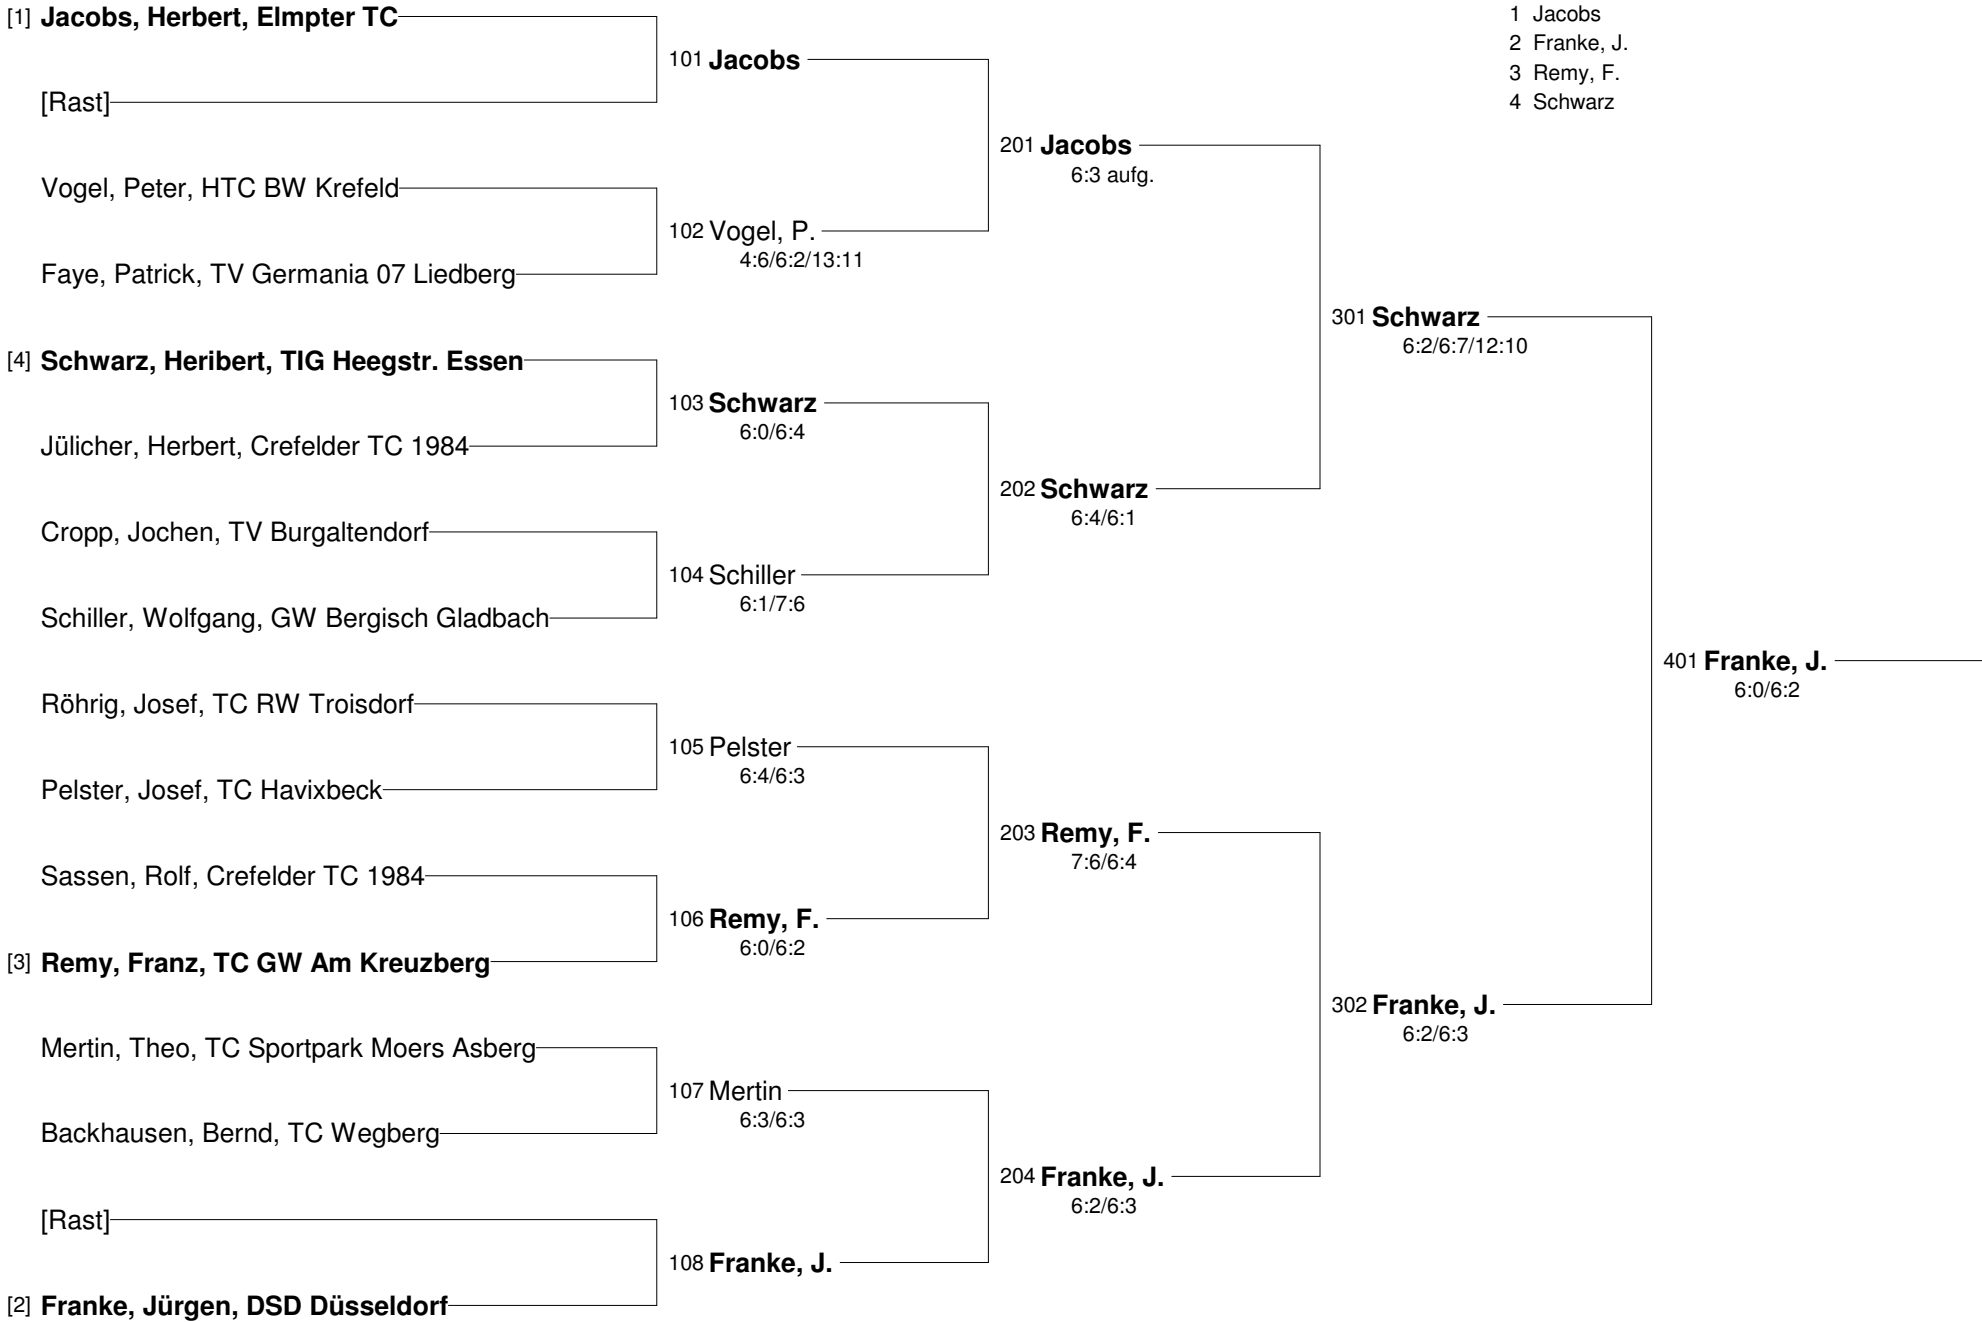 [1] Jacobs, Herbert, Elmpter TC
[Rast]
Vogel, Peter, HTC BW Krefeld
Faye, Patrick, TV Germania 07 Liedberg
[4] Schwarz, Heribert, TIG Heegstr. Essen
Jülicher, Herbert, Crefelder TC 1984
Cropp, Jochen, TV Burgaltendorf
Schiller, Wolfgang, GW Bergisch Gladbach
Röhrig, Josef, TC RW Troisdorf
Pelster, Josef, TC Havixbeck
Sassen, Rolf, Crefelder TC 1984
[3] Remy, Franz, TC GW Am Kreuzberg
Mertin, Theo, TC Sportpark Moers Asberg
Backhausen, Bernd, TC Wegberg
[Rast]
[2] Franke, Jürgen, DSD Düsseldorf
101 Jacobs
102 Vogel, P.
4:6/6:2/13:11
103 Schwarz
6:0/6:4
104 Schiller
6:1/7:6
105 Pelster
6:4/6:3
106 Remy, F.
6:0/6:2
107 Mertin
6:3/6:3
108 Franke, J.
201 Jacobs
6:3 aufg.
202 Schwarz
6:4/6:1
203 Remy, F.
7:6/6:4
204 Franke, J.
6:2/6:3
301 Schwarz
6:2/6:7/12:10
302 Franke, J.
6:2/6:3
401 Franke, J.
6:0/6:2
1 Jacobs
2 Franke, J.
3 Remy, F.
4 Schwarz